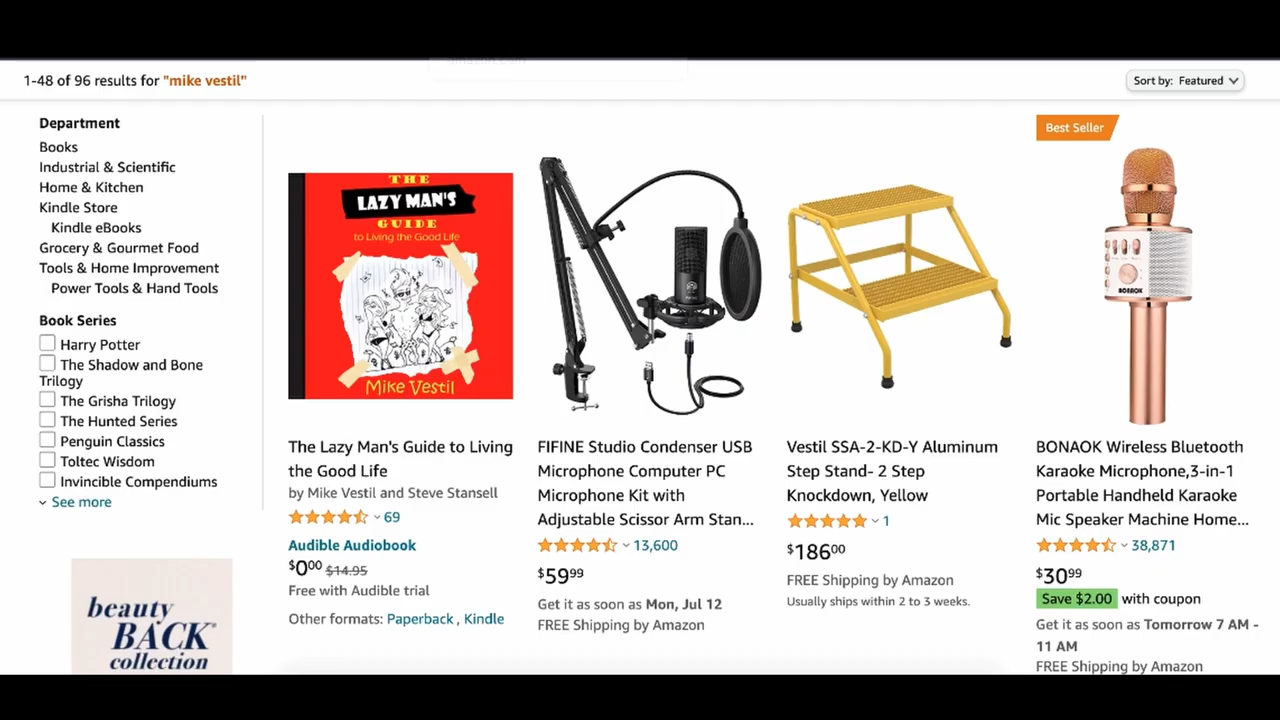 1-48 of 96 results for "mike vestil"
Sort by: Featured
Department
Books
Industrial & Scientific
Home & Kitchen
Kindle Store
Kindle eBooks
Grocery & Gourmet Food
Tools & Home Improvement
Power Tools & Hand Tools
Book Series
Harry Potter
The Shadow and Bone
Trilogy
The Grisha Trilogy
The Hunted Series
Penguin Classics
Toltec Wisdom
Invincible Compendiums
See more
beauty
BACK
collection
THE
LAZY MAN'S
GUIDE
to Living the Good Life
Mike Vestil
The Lazy Man's Guide to Living
the Good Life
by Mike Vestil and Steve Stansell
69
Audible Audiobook
$0.00 $14.95
Free with Audible trial
Other formats: Paperback , Kindle
FIFINE Studio Condenser USB
Microphone Computer PC
Microphone Kit with
Adjustable Scissor Arm Stan...
13,600
$59.99
Get it as soon as Mon, Jul 12
FREE Shipping by Amazon
Vestil SSA-2-KD-Y Aluminum
Step Stand- 2 Step
Knockdown, Yellow
1
$186.00
FREE Shipping by Amazon
Usually ships within 2 to 3 weeks.
Best Seller
BONAOK
BONAOK Wireless Bluetooth
Karaoke Microphone,3-in-1
Portable Handheld Karaoke
Mic Speaker Machine Home...
38,871
$30.99
Save $2.00 with coupon
Get it as soon as Tomorrow 7 AM -
11 AM
FREE Shipping by Amazon